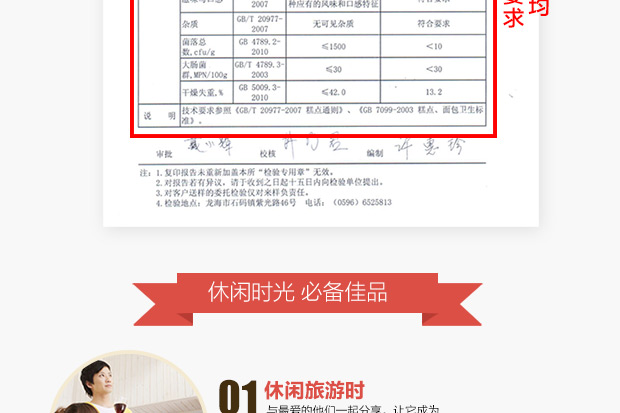 2007
种应有的风味和口感特征
杂质 GB/T 20977-2007 无可见杂质 符合要求
菌落总数,cfu/g GB 4789.2-2010 ≤1500 <10
大肠菌群,MPN/100g GB/T 4789.3-2003 ≤30 <30
干燥失重,% GB 5009.3-2010 ≤42.0 13.2
说 明 技术要求参照《GB/T 20977-2007 糕点通则》、《GB 7099-2003 糕点、面包卫生标准》。
均
求
审批 校核 编制 许惠珍
注：1.复印报告未重新加盖本所“检验专用章”无效。
2.对报告若有异议，请于收到之日起十五日内向检验单位提出。
3.对客户送样的委托检验仅对来样负责任。
4.检验地点：龙海市石码镇紫光路46号 电话：(0596) 6525813
休闲时光 必备佳品
01 休闲旅游时
与最爱的他们一起分享，让它成为